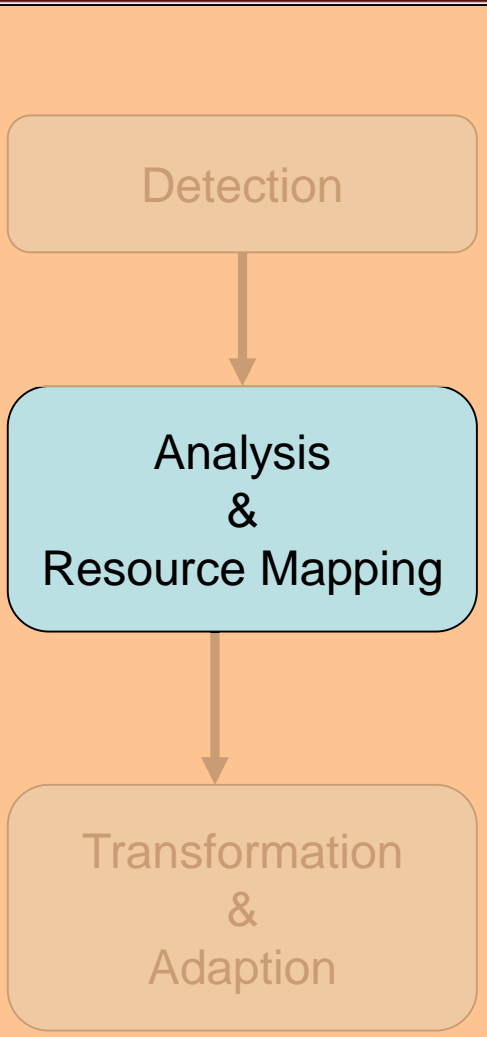 Detection
Analysis
&
Resource Mapping
Transformation
&
Adaption